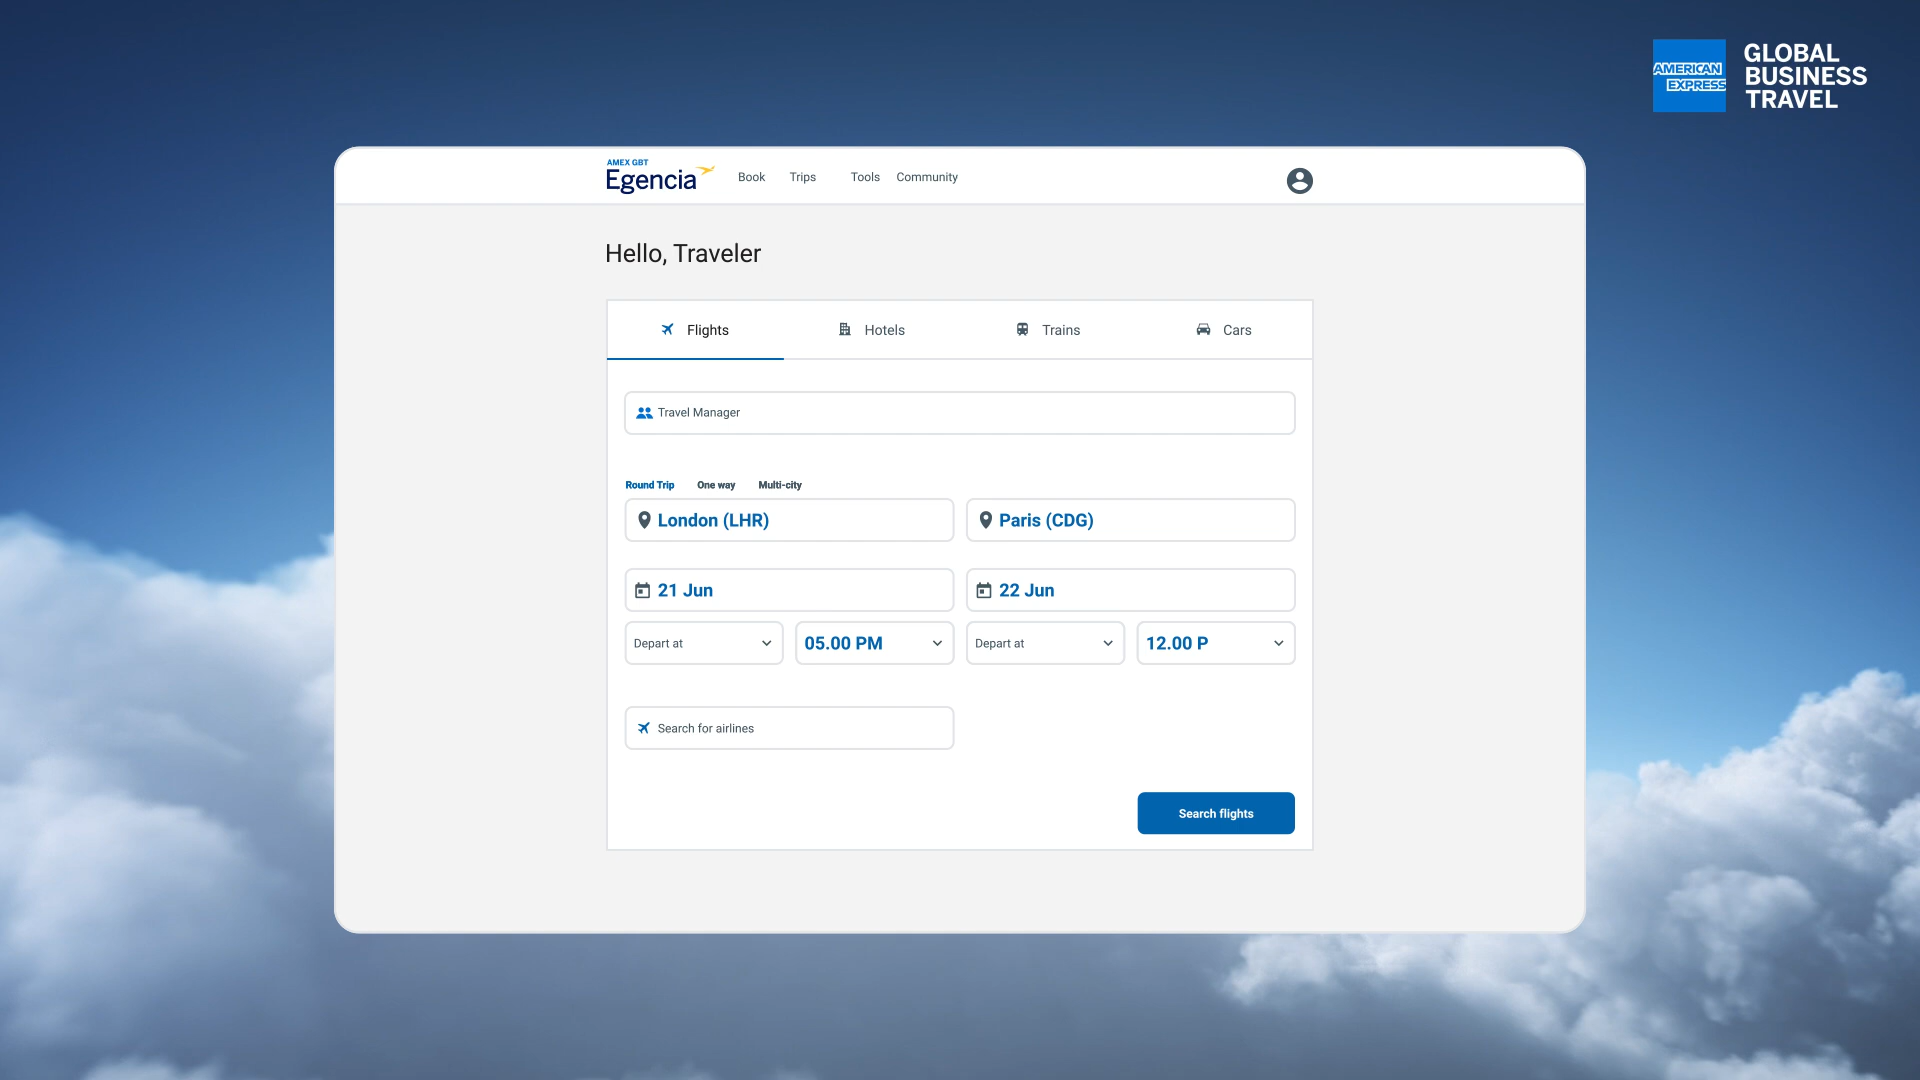 AMERICAN
EXPRESS
GLOBAL
BUSINESS
TRAVEL
AMEX GBT
Egencia
Book Trips Tools Community
Hello, Traveler
Flights Hotels Trains Cars
Travel Manager
Round Trip One way Multi-city
London (LHR) Paris (CDG)
21 Jun 22 Jun
Depart at 05.00 PM Depart at 12.00 P
Search for airlines
Search flights